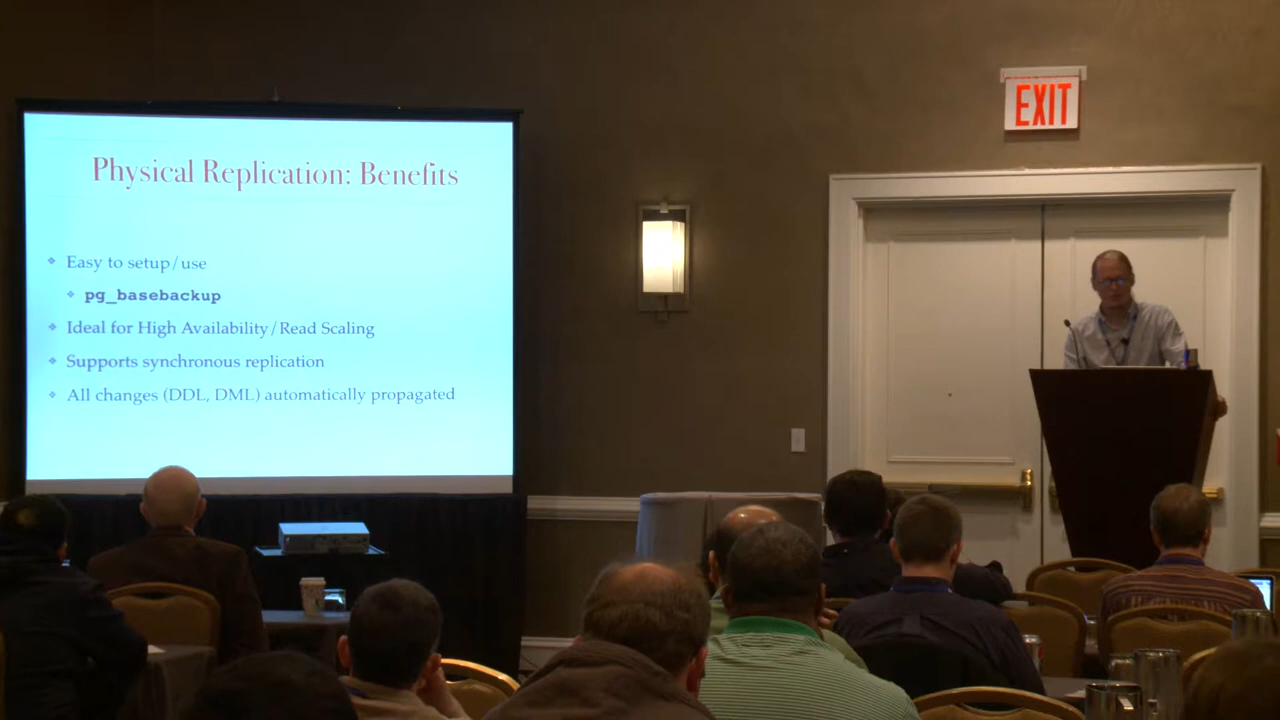 Physical Replication: Benefits
Easy to setup/use
pg_basebackup
Ideal for High Availability/Read Scaling
Supports synchronous replication
All changes (DDL, DML) automatically propagated
EXIT